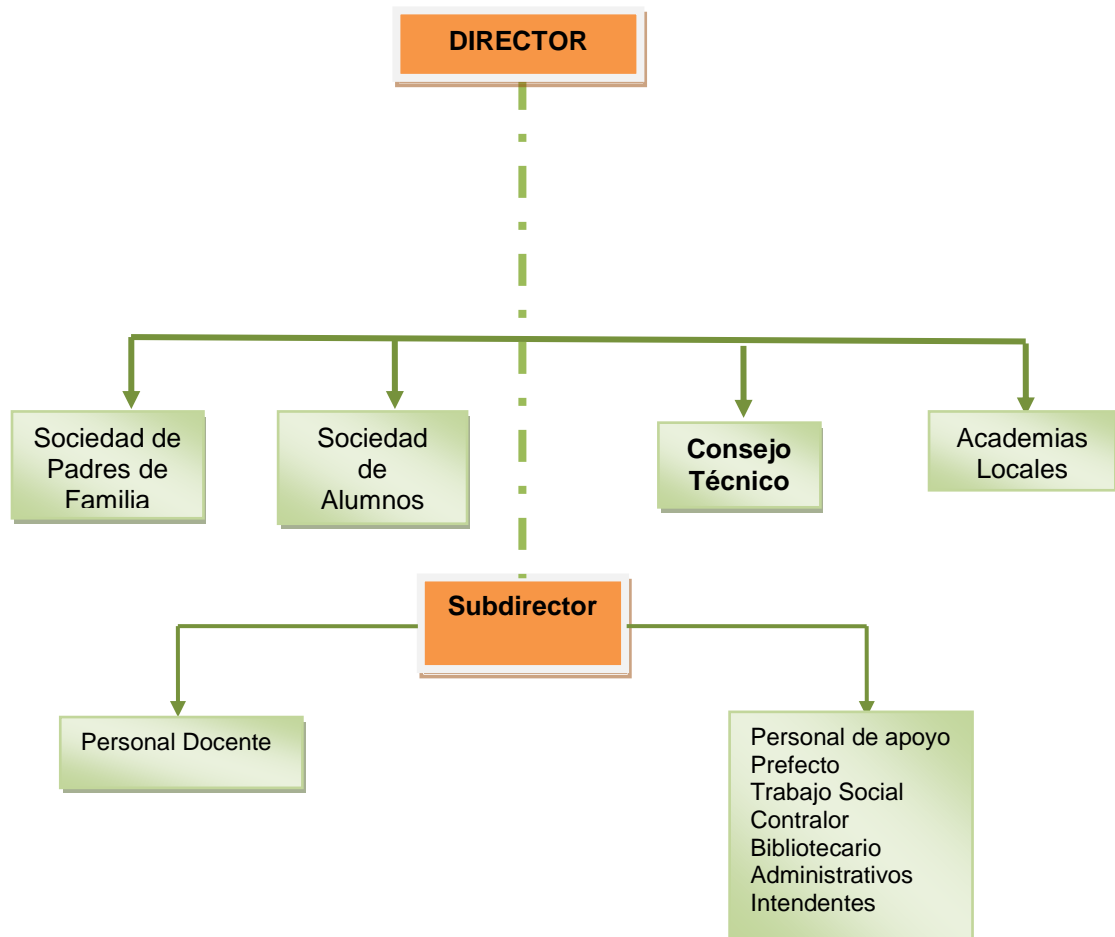 DIRECTOR
Sociedad de
Padres de
Familia
Sociedad
de
Alumnos
Consejo
Técnico
Academias
Locales
Subdirector
Personal Docente
Personal de apoyo
Prefecto
Trabajo Social
Contralor
Bibliotecario
Administrativos
Intendentes